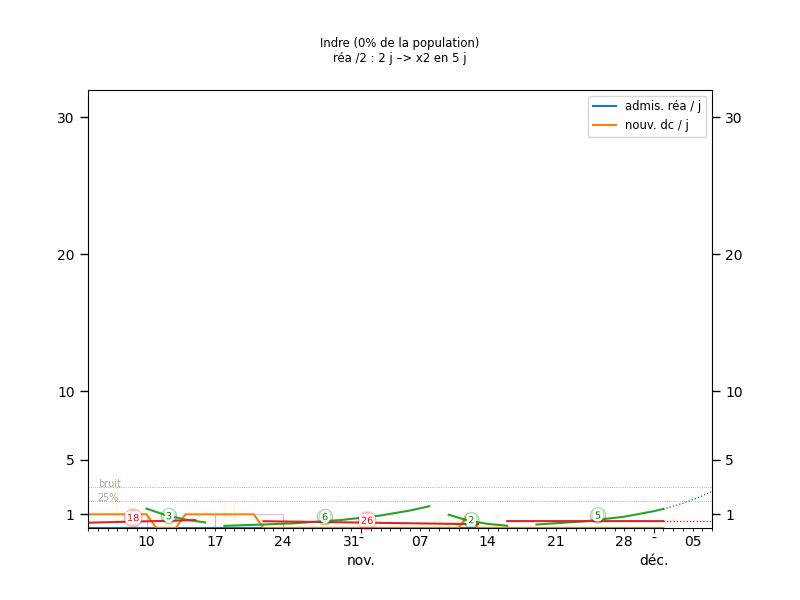 Indre (0% de la population)
réa /2 : 2 j –> x2 en 5 j
admis. réa / j
nouv. dc / j
30 30
20 20
10 10
5 5
bruit
25%
1 18 3 6 26 2 5 1
10 17 24 31 07 14 21 28 - 05
nov. déc.